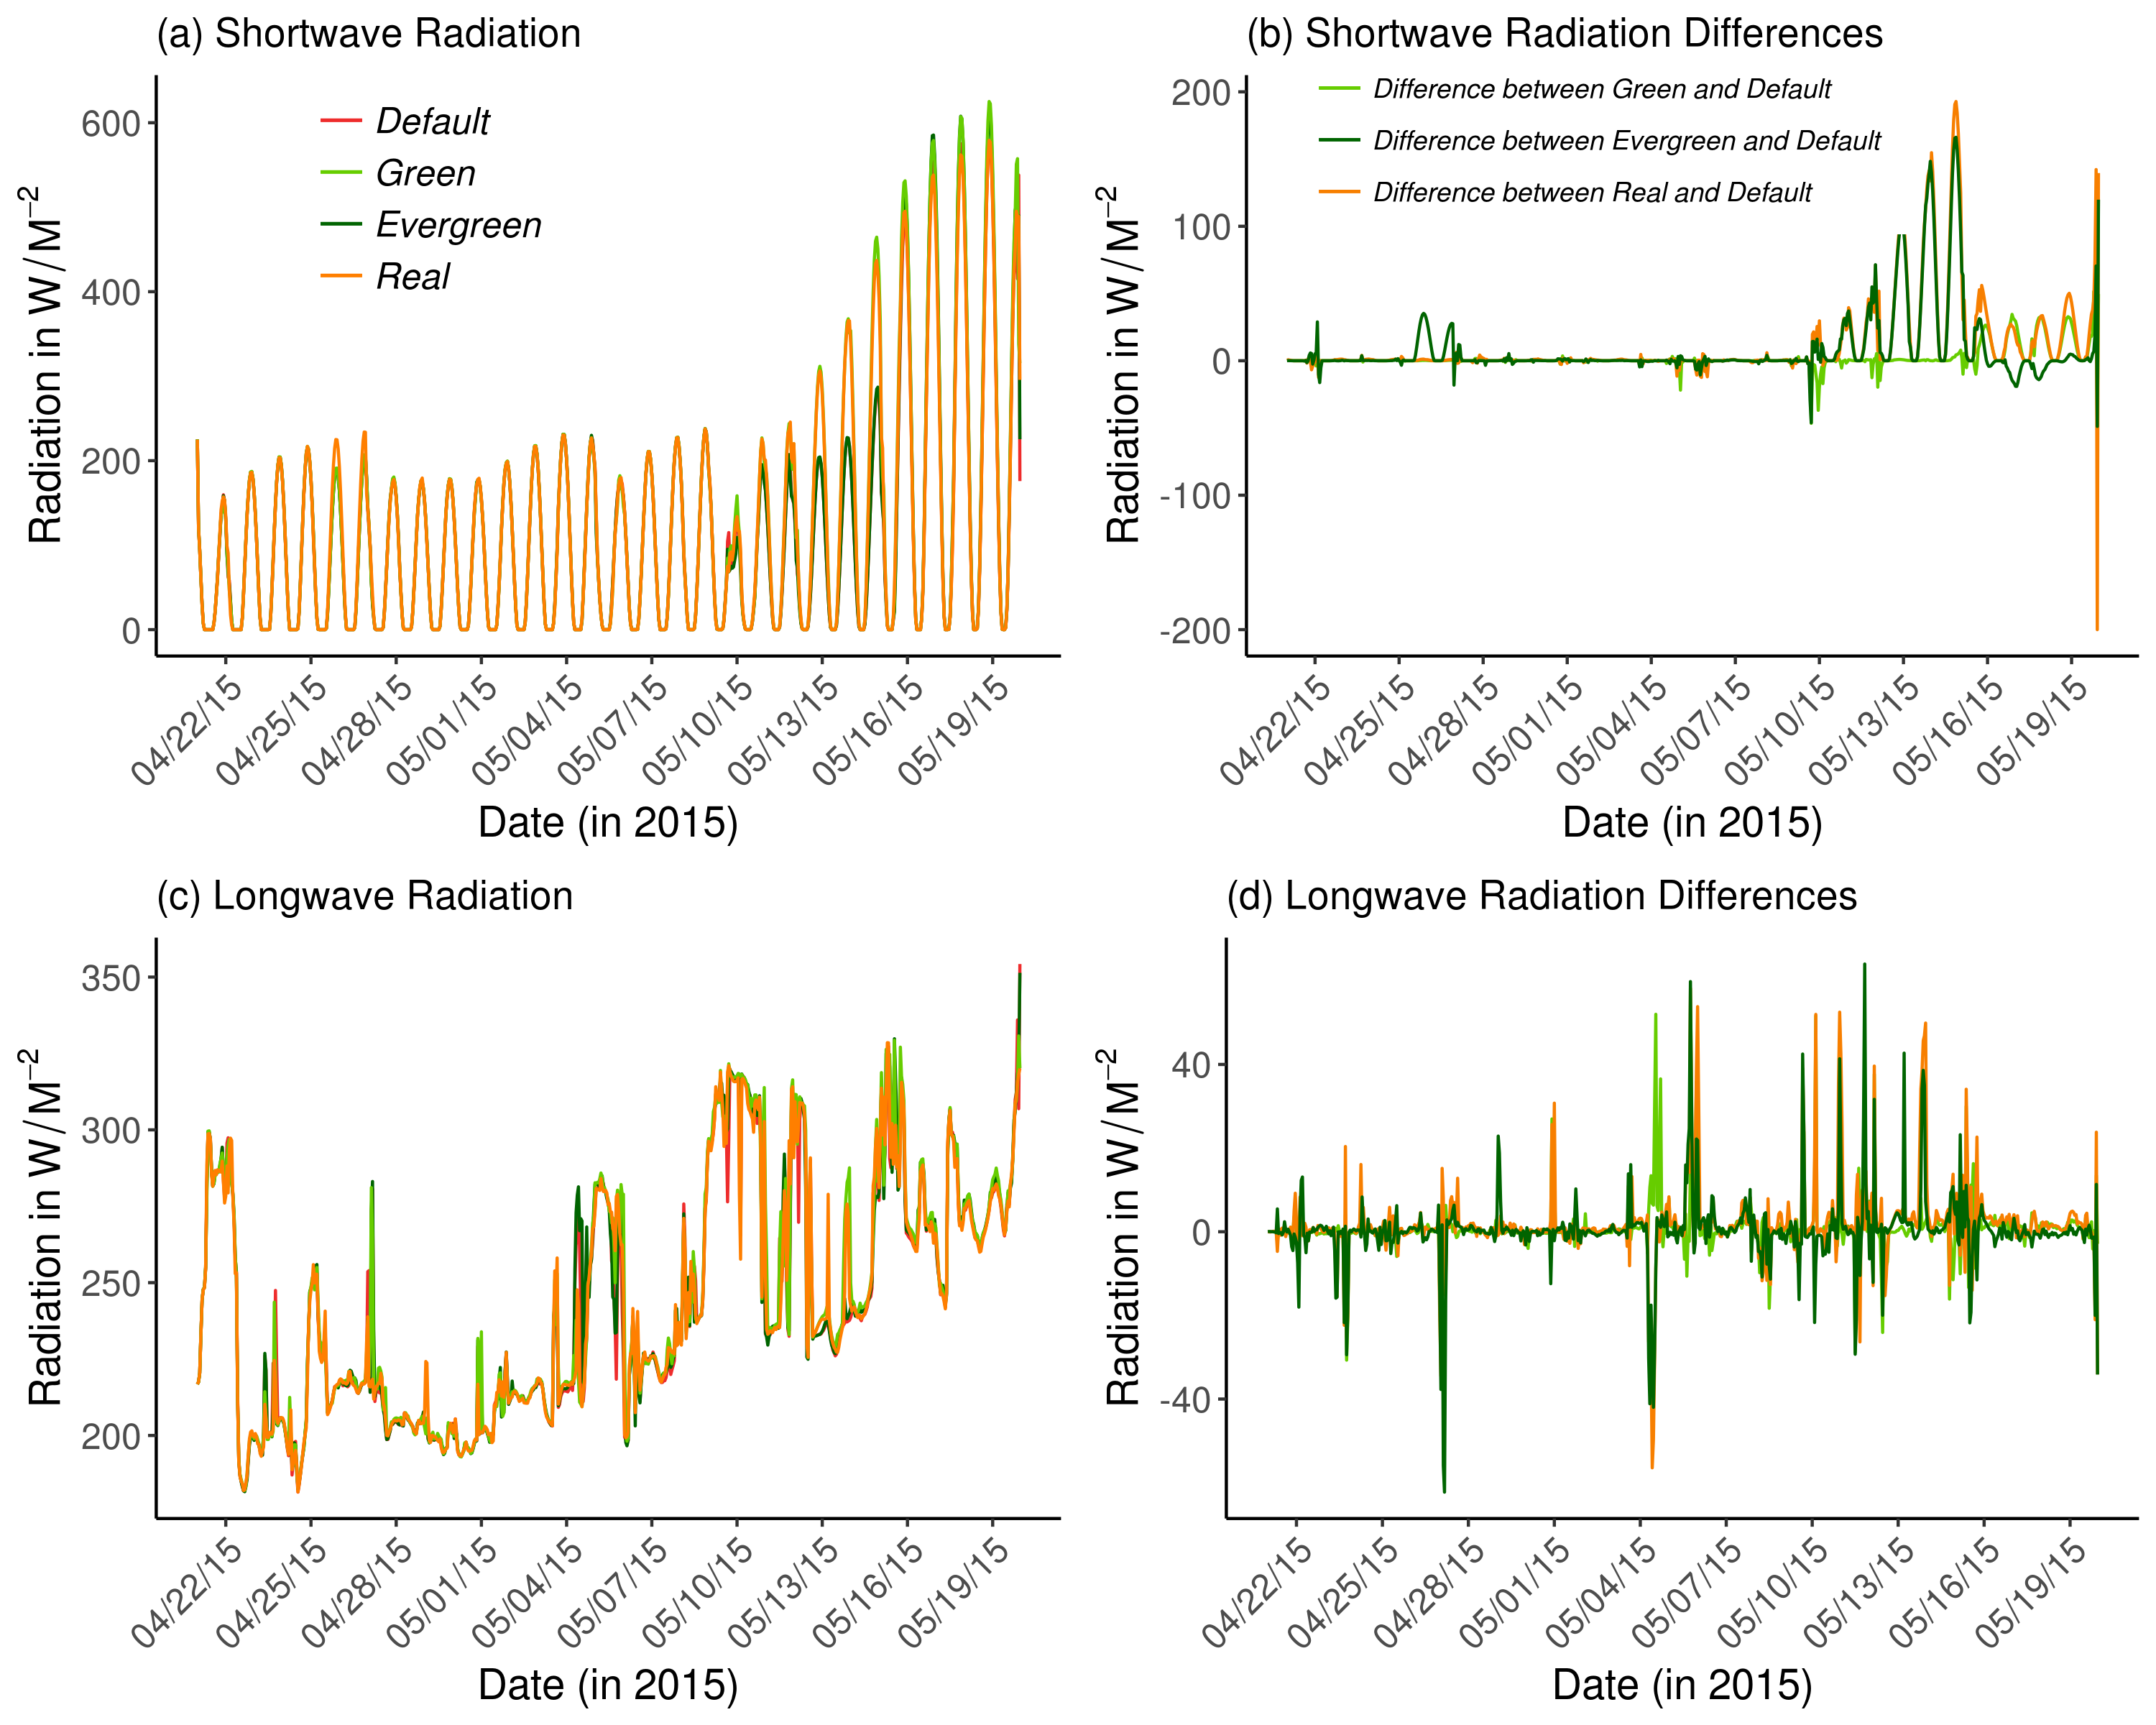 (a) Shortwave Radiation
Radiation in W/M⁻²
600
400
200
0
Default
Green
Evergreen
Real
04/22/15
04/25/15
04/28/15
05/01/15
05/04/15
05/07/15
05/10/15
05/13/15
05/16/15
05/19/15
Date (in 2015)
(b) Shortwave Radiation Differences
Radiation in W/M⁻²
200
100
0
-100
-200
Difference between Green and Default
Difference between Evergreen and Default
Difference between Real and Default
04/22/15
04/25/15
04/28/15
05/01/15
05/04/15
05/07/15
05/10/15
05/13/15
05/16/15
05/19/15
Date (in 2015)
(c) Longwave Radiation
Radiation in W/M⁻²
350
300
250
200
04/22/15
04/25/15
04/28/15
05/01/15
05/04/15
05/07/15
05/10/15
05/13/15
05/16/15
05/19/15
Date (in 2015)
(d) Longwave Radiation Differences
Radiation in W/M⁻²
40
0
-40
04/22/15
04/25/15
04/28/15
05/01/15
05/04/15
05/07/15
05/10/15
05/13/15
05/16/15
05/19/15
Date (in 2015)